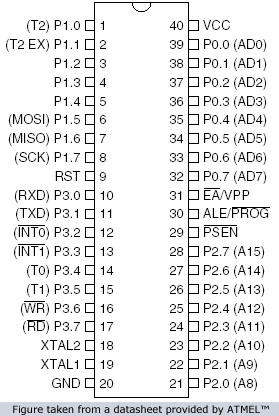 (T2) P1.0 1 40 VCC
(T2 EX) P1.1 2 39 P0.0 (AD0)
P1.2 3 38 P0.1 (AD1)
P1.3 4 37 P0.2 (AD2)
P1.4 5 36 P0.3 (AD3)
(MOSI) P1.5 6 35 P0.4 (AD4)
(MISO) P1.6 7 34 P0.5 (AD5)
(SCK) P1.7 8 33 P0.6 (AD6)
RST 9 32 P0.7 (AD7)
(RXD) P3.0 10 31 E̅A̅/VPP
(TXD) P3.1 11 30 ALE/P̅R̅O̅G̅
(I̅N̅T̅0̅) P3.2 12 29 P̅S̅E̅N̅
(I̅N̅T̅1̅) P3.3 13 28 P2.7 (A15)
(T0) P3.4 14 27 P2.6 (A14)
(T1) P3.5 15 26 P2.5 (A13)
(W̅R̅) P3.6 16 25 P2.4 (A12)
(R̅D̅) P3.7 17 24 P2.3 (A11)
XTAL2 18 23 P2.2 (A10)
XTAL1 19 22 P2.1 (A9)
GND 20 21 P2.0 (A8)
Figure taken from a datasheet provided by ATMEL™